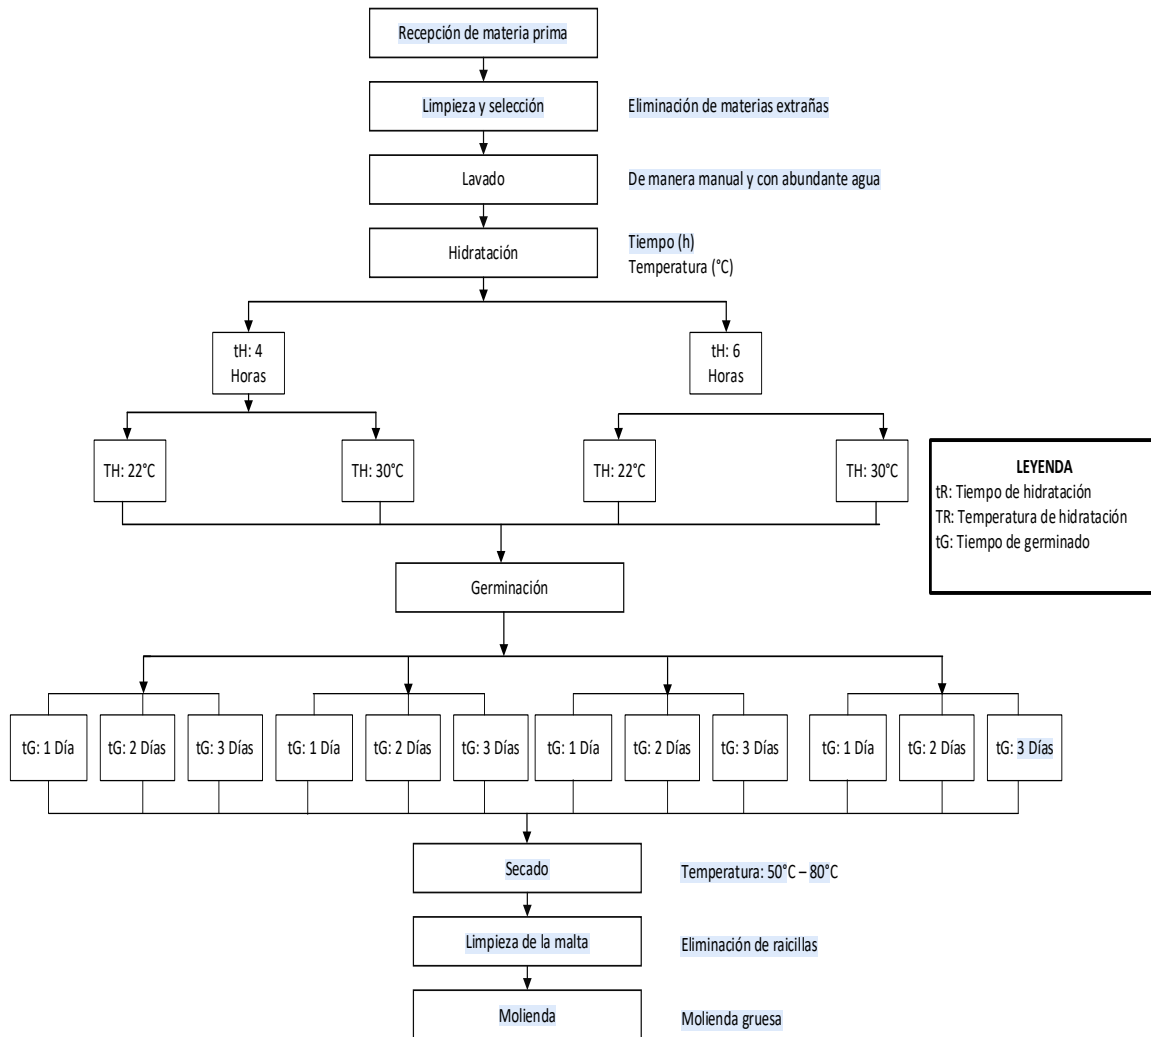 Recepción de materia prima
Limpieza y selección
Eliminación de materias extrañas
Lavado
De manera manual y con abundante agua
Hidratación
Tiempo (h)
Temperatura (°C)
tH: 4
Horas
tH: 6
Horas
TH: 22°C
TH: 30°C
TH: 22°C
TH: 30°C
LEYENDA
tR: Tiempo de hidratación
TR: Temperatura de hidratación
tG: Tiempo de germinado
Germinación
tG: 1 Día
tG: 2 Días
tG: 3 Días
tG: 1 Día
tG: 2 Días
tG: 3 Días
tG: 1 Día
tG: 2 Días
tG: 3 Días
tG: 1 Día
tG: 2 Días
tG: 3 Días
Secado
Temperatura: 50°C – 80°C
Limpieza de la malta
Eliminación de raicillas
Molienda
Molienda gruesa